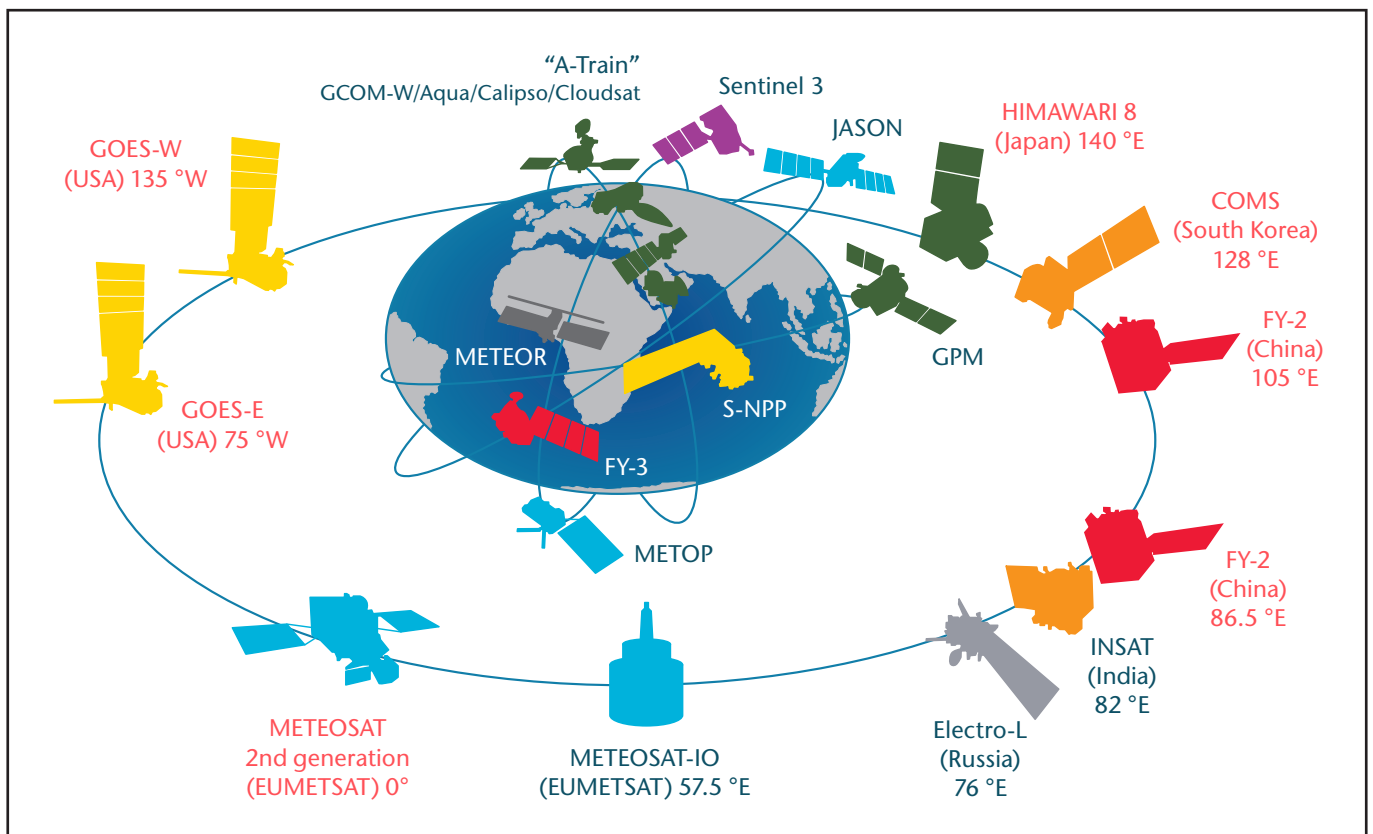 “A-Train”
GCOM-W/Aqua/Calipso/Cloudsat
Sentinel 3
JASON
HIMAWARI 8
(Japan) 140 °E
GOES-W
(USA) 135 °W
COMS
(South Korea)
128 °E
FY-2
(China)
105 °E
GPM
METEOR
S-NPP
GOES-E
(USA) 75 °W
FY-3
METOP
FY-2
(China)
86.5 °E
INSAT
(India)
82 °E
Electro-L
(Russia)
76 °E
METEOSAT
2nd generation
(EUMETSAT) 0°
METEOSAT-IO
(EUMETSAT) 57.5 °E